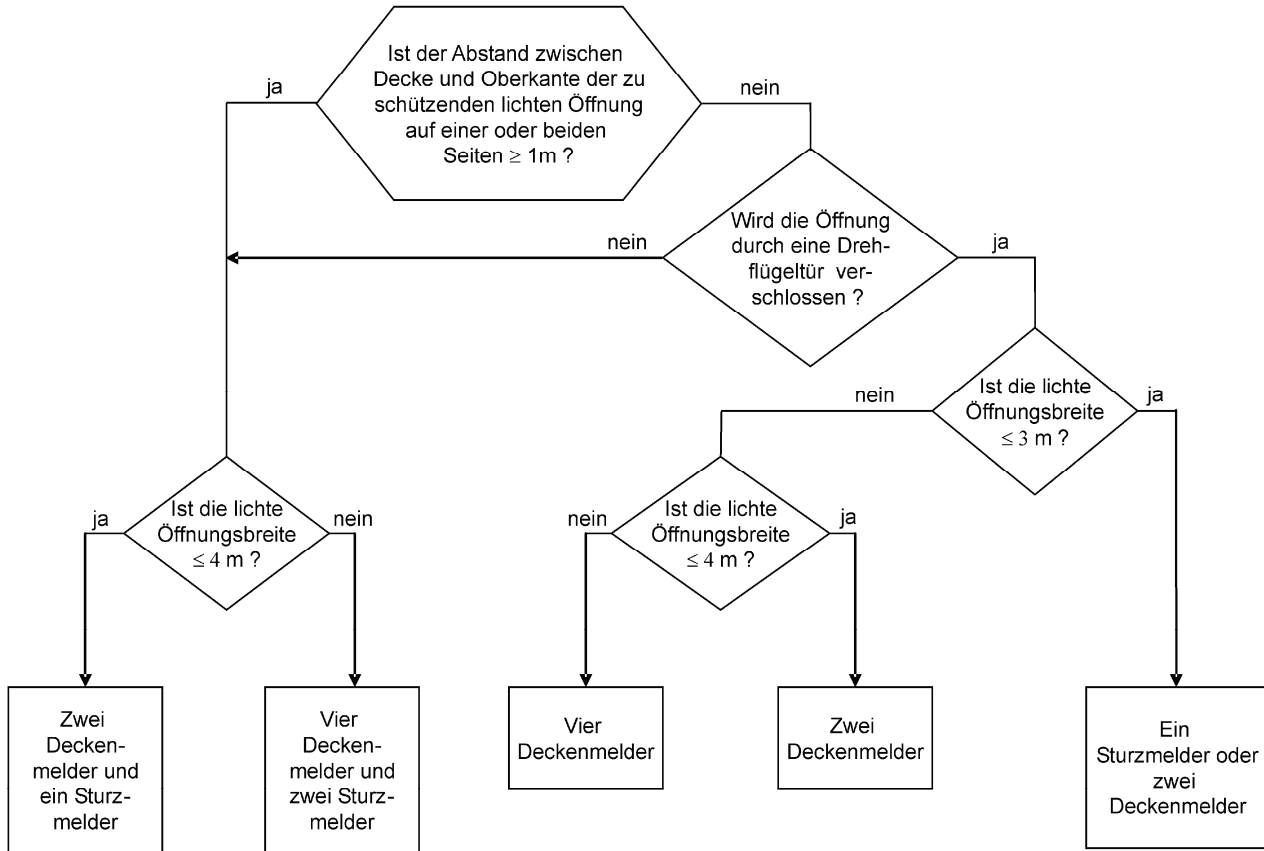 Ist der Abstand zwischen
Decke und Oberkante der zu
schützenden lichten Öffnung
auf einer oder beiden
Seiten ≥ 1m ?
ja
nein
Wird die Öffnung
durch eine Dreh-
flügeltür ver-
schlossen ?
nein
ja
Ist die lichte
Öffnungsbreite
≤ 3 m ?
nein
ja
Ist die lichte
Öffnungsbreite
≤ 4 m ?
ja
nein
Ist die lichte
Öffnungsbreite
≤ 4 m ?
nein
ja
Zwei
Decken-
melder und
ein Sturz-
melder
Vier
Decken-
melder und
zwei Sturz-
melder
Vier
Deckenmelder
Zwei
Deckenmelder
Ein
Sturzmelder oder
zwei
Deckenmelder